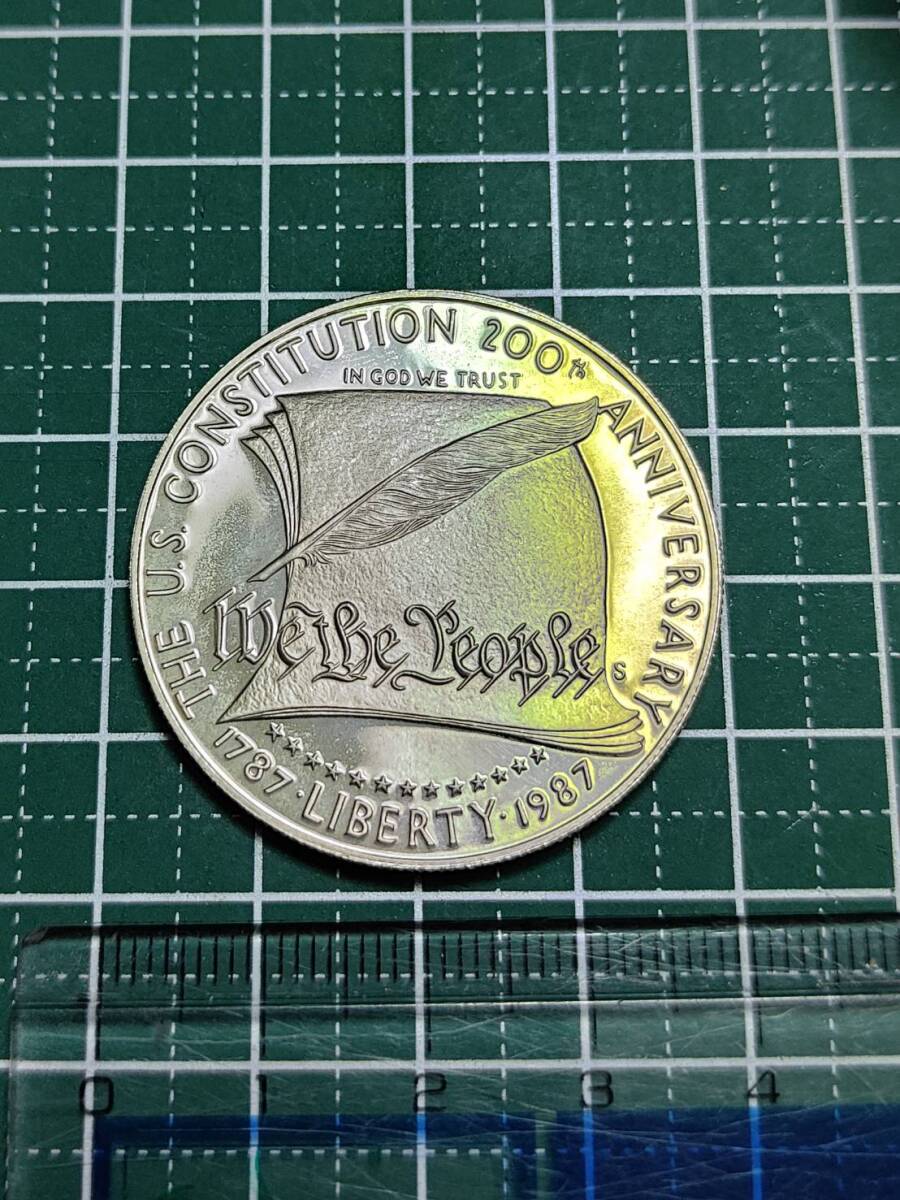 THE U.S. CONSTITUTION 200th ANNIVERSARY
IN GOD WE TRUST
We the People
S
1787 · LIBERTY · 1987
0 1 2 3 4